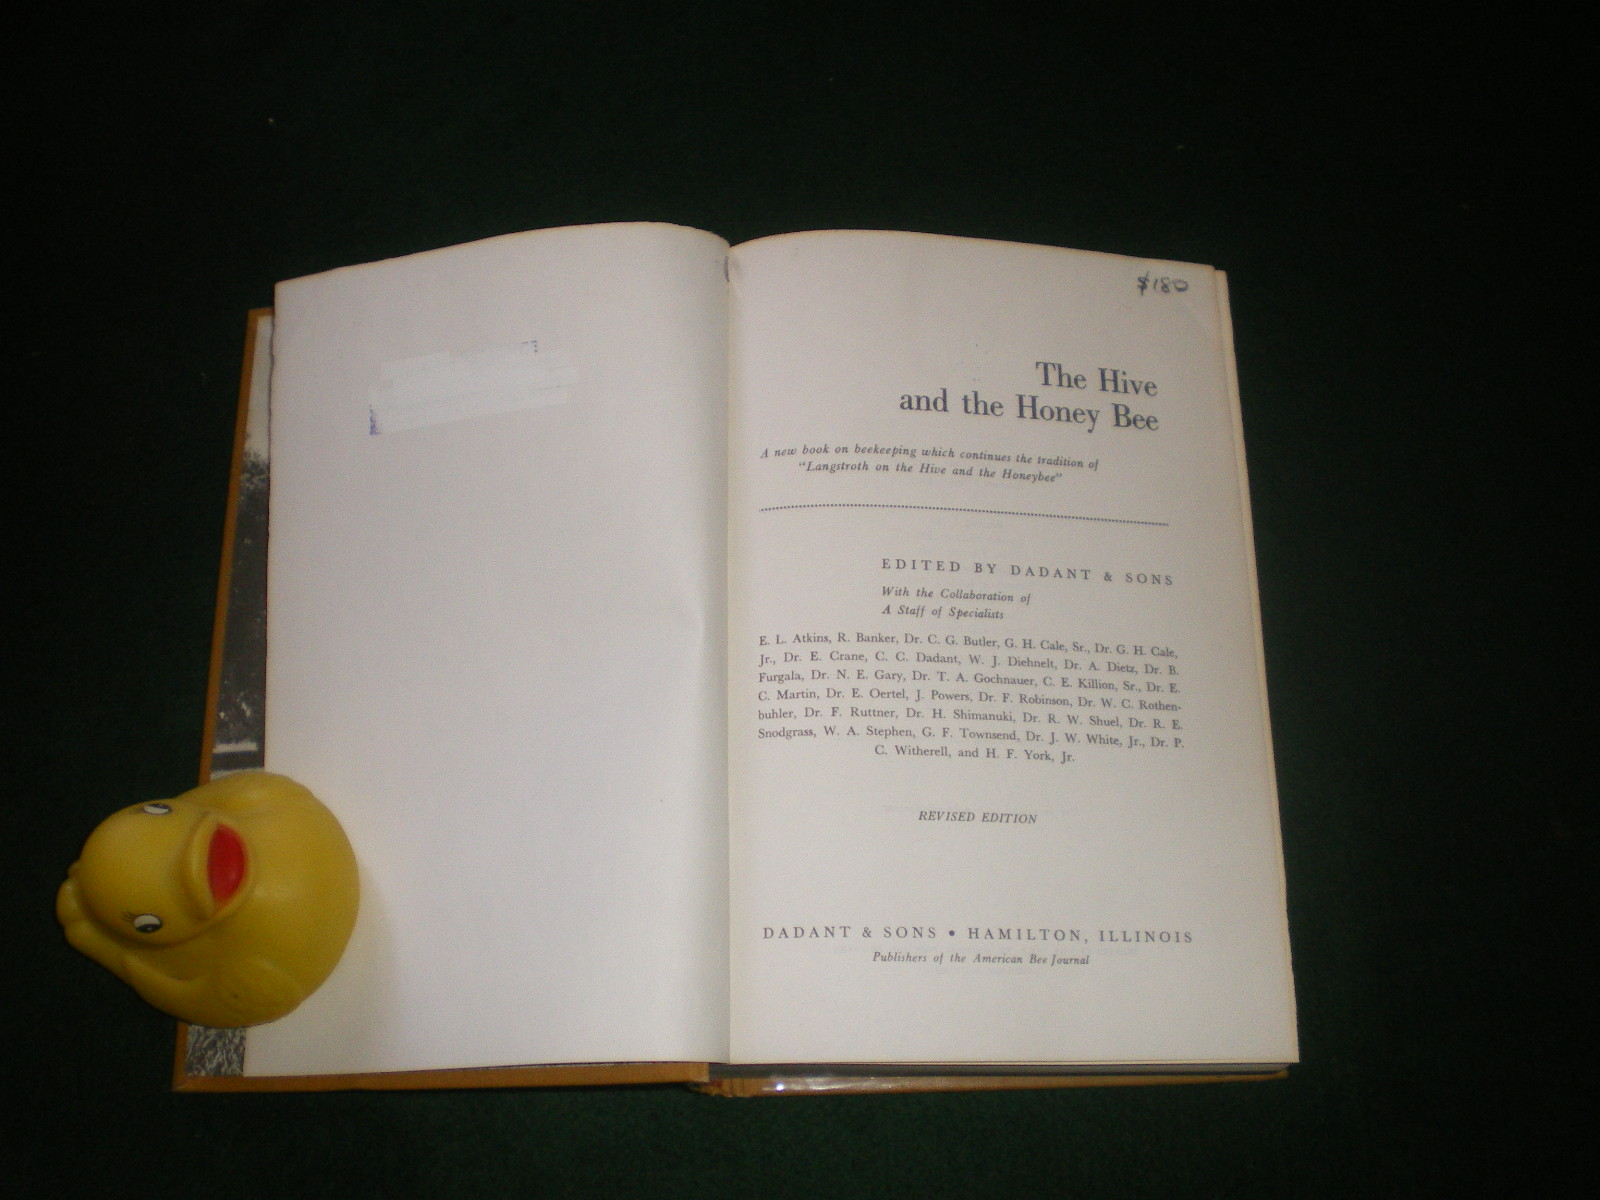 $180
The Hive
and the Honey Bee
A new book on beekeeping which continues the tradition of
"Langstroth on the Hive and the Honeybee"
EDITED BY DADANT & SONS
With the Collaboration of
A Staff of Specialists
E. L. Atkins, R. Banker, Dr. C. G. Butler, G. H. Cale, Sr., Dr. G. H. Cale,
Jr., Dr. E. Crane, C. C. Dadant, W. J. Diehnelt, Dr. A. Dietz, Dr. B.
Furgala, Dr. N. E. Gary, Dr. T. A. Gochnauer, C. E. Killion, Sr., Dr. E.
C. Martin, Dr. E. Oertel, J. Powers, Dr. F. Robinson, Dr. W. C. Rothen-
buhler, Dr. F. Ruttner, Dr. H. Shimanuki, Dr. R. W. Shuel, Dr. R. E.
Snodgrass, W. A. Stephen, G. F. Townsend, Dr. J. W. White, Jr., Dr. P.
C. Witherell, and H. F. York, Jr.
REVISED EDITION
DADANT & SONS • HAMILTON, ILLINOIS
Publishers of the American Bee Journal